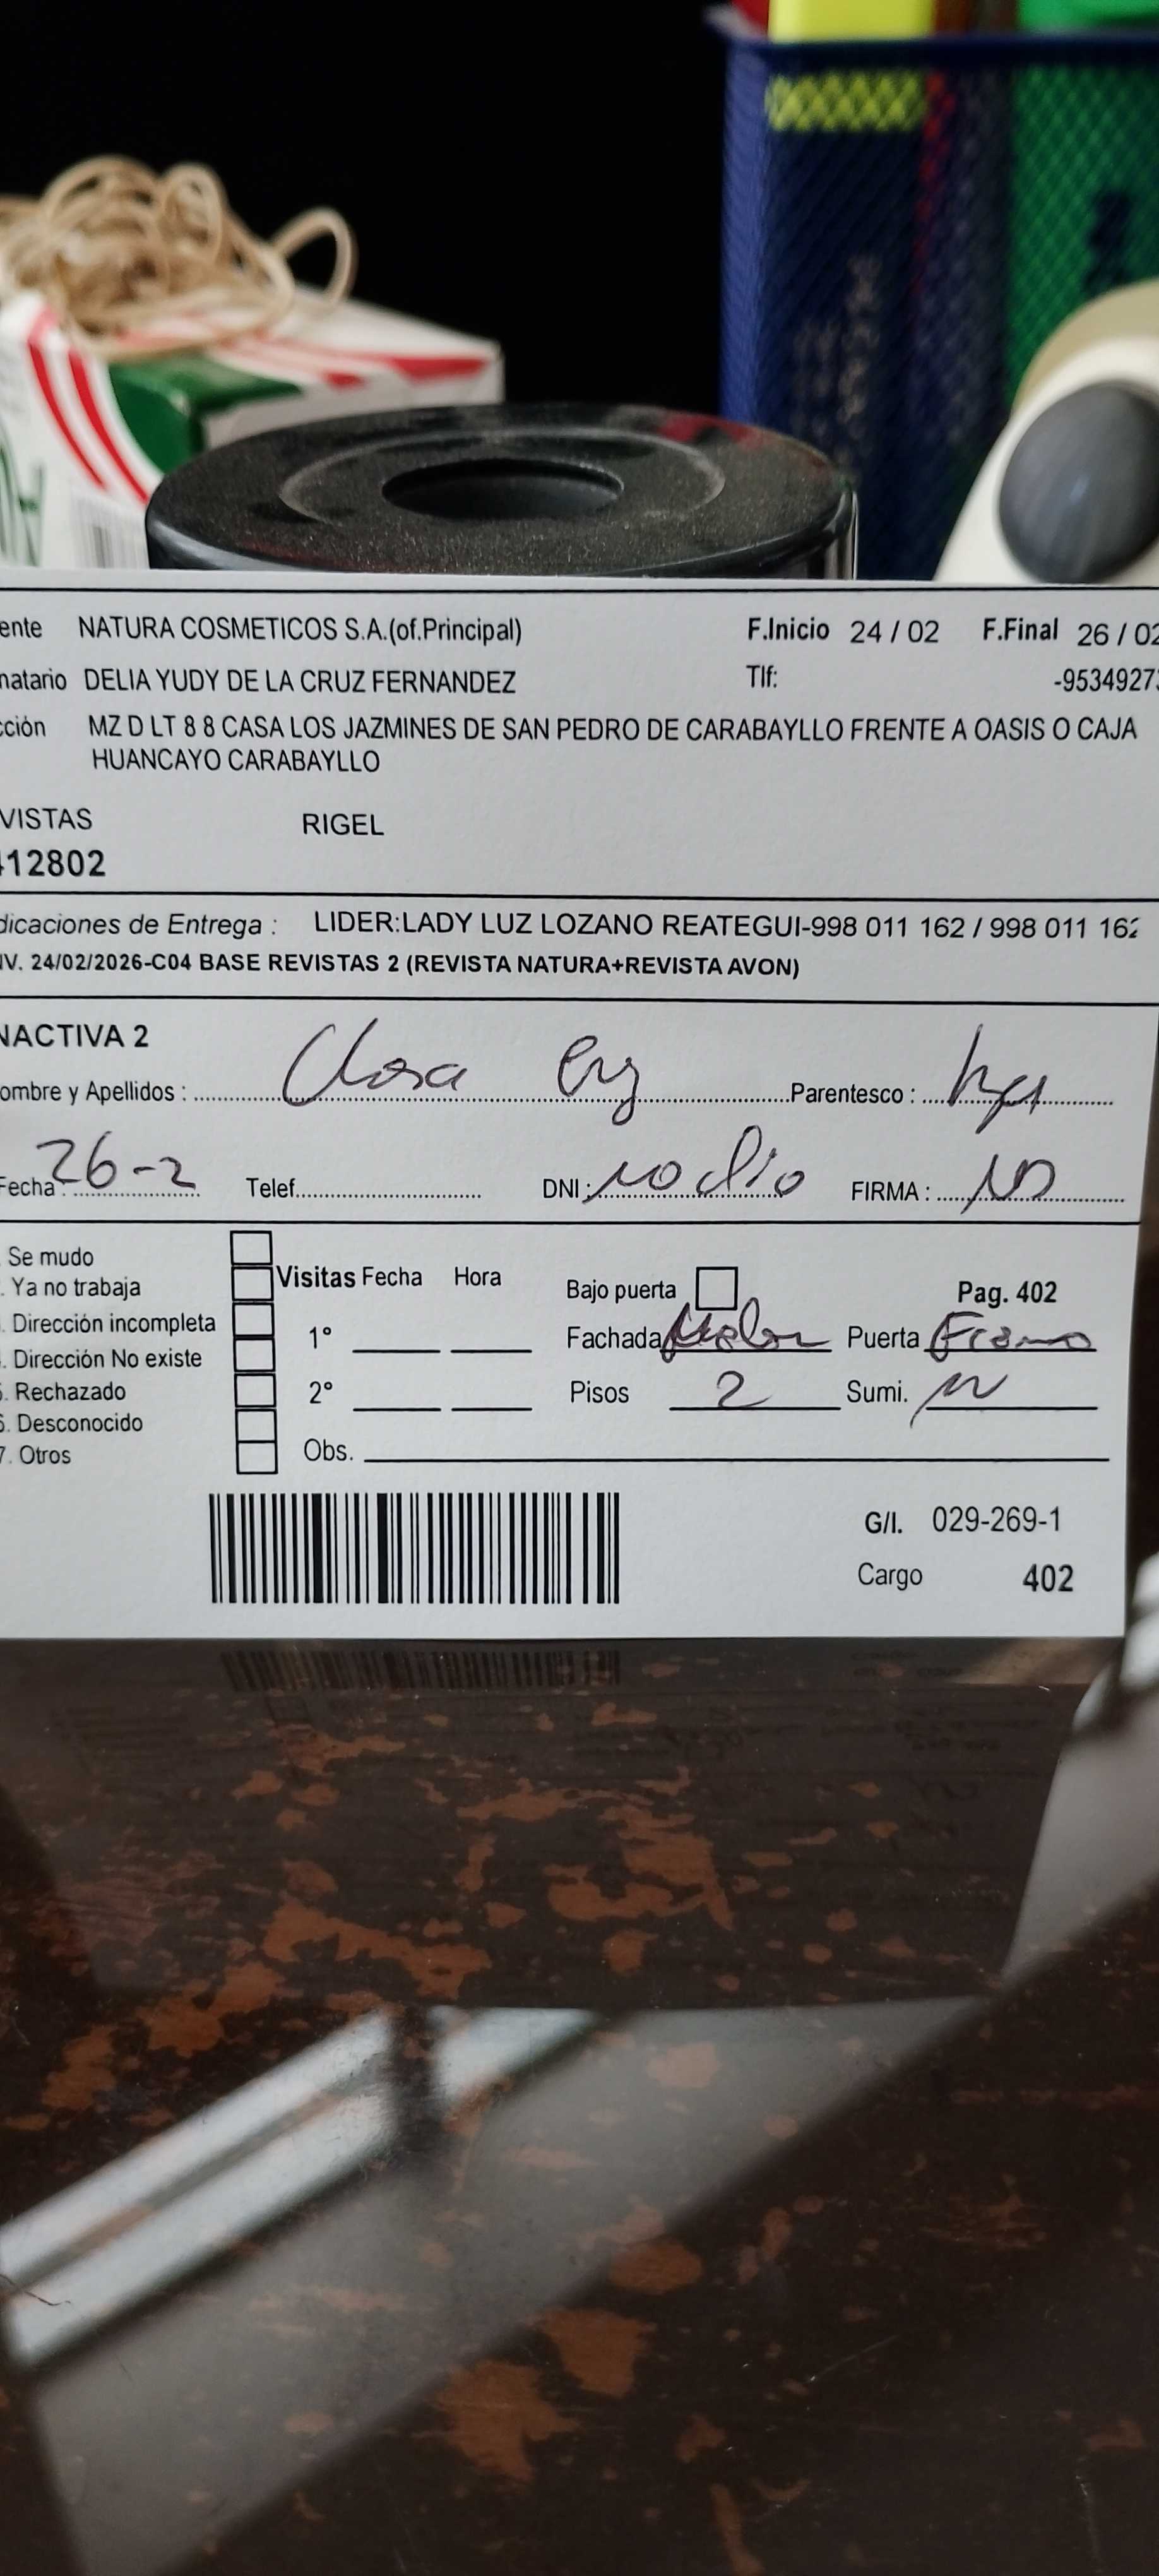 ente NATURA COSMETICOS S.A.(of.Principal) F.Inicio 24 / 02 F.Final 26 / 02
natario DELIA YUDY DE LA CRUZ FERNANDEZ Tlf: -9534927
cción MZ D LT 8 8 CASA LOS JAZMINES DE SAN PEDRO DE CARABAYLLO FRENTE A OASIS O CAJA
HUANCAYO CARABAYLLO
VISTAS RIGEL
412802
dicaciones de Entrega : LIDER:LADY LUZ LOZANO REATEGUI-998 011 162 / 998 011 162
NV. 24/02/2026-C04 BASE REVISTAS 2 (REVISTA NATURA+REVISTA AVON)
NACTIVA 2
ombre y Apellidos : Parentesco :
Fecha : 26-2 Telef. DNI : no dio FIRMA :
Se mudo
Ya no trabaja Visitas Fecha Hora Bajo puerta Pag. 402
Dirección incompleta 1° Fachada Puerta
Dirección No existe
Rechazado 2° Pisos 2 Sumi.
6. Desconocido
7. Otros Obs.
G/I. 029-269-1
Cargo 402